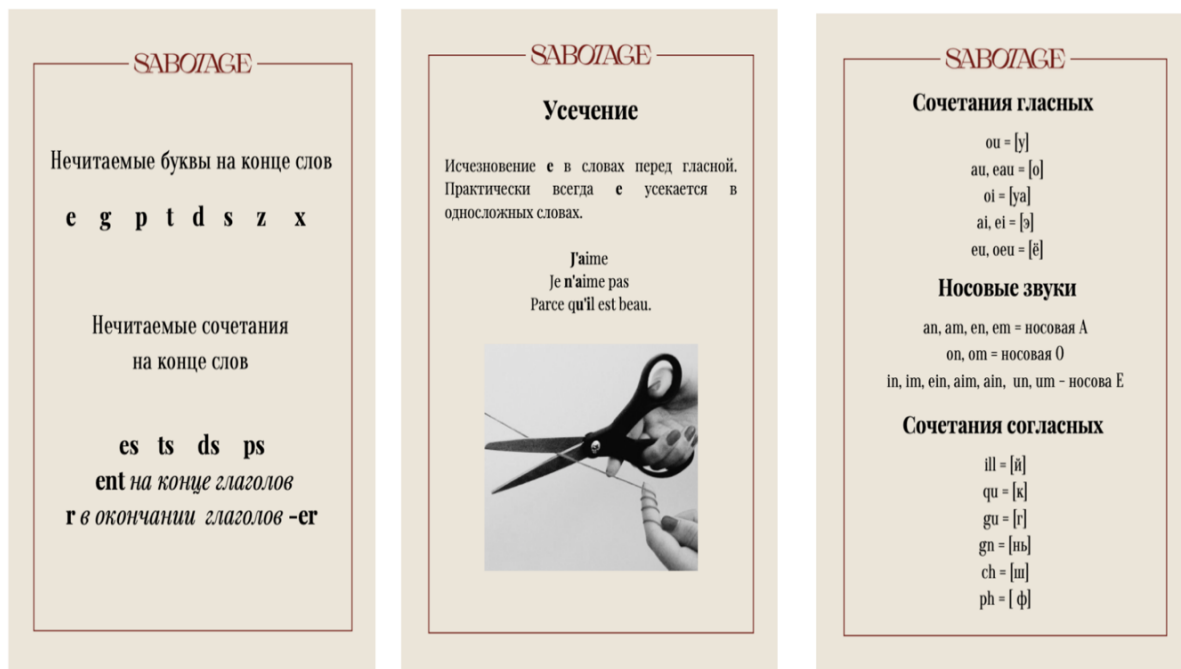 SABOTAGE
Нечитаемые буквы на конце слов
e g p t d s z x
Нечитаемые сочетания
на конце слов
es ts ds ps
ent на конце глаголов
r в окончании глаголов -er
SABOTAGE
Усечение
Исчезновение e в словах перед гласной.
Практически всегда e усекается в
односложных словах.
J'aime
Je n'aime pas
Parce qu'il est beau.
SABOTAGE
Сочетания гласных
ou = [у]
au, eau = [о]
oi = [уа]
ai, ei = [э]
eu, oeu = [ё]
Носовые звуки
an, am, en, em = носовая А
on, om = носовая О
in, im, ein, aim, ain, un, um - носова Е
Сочетания согласных
ill = [й]
qu = [к]
gu = [г]
gn = [нь]
ch = [ш]
ph = [ ф]